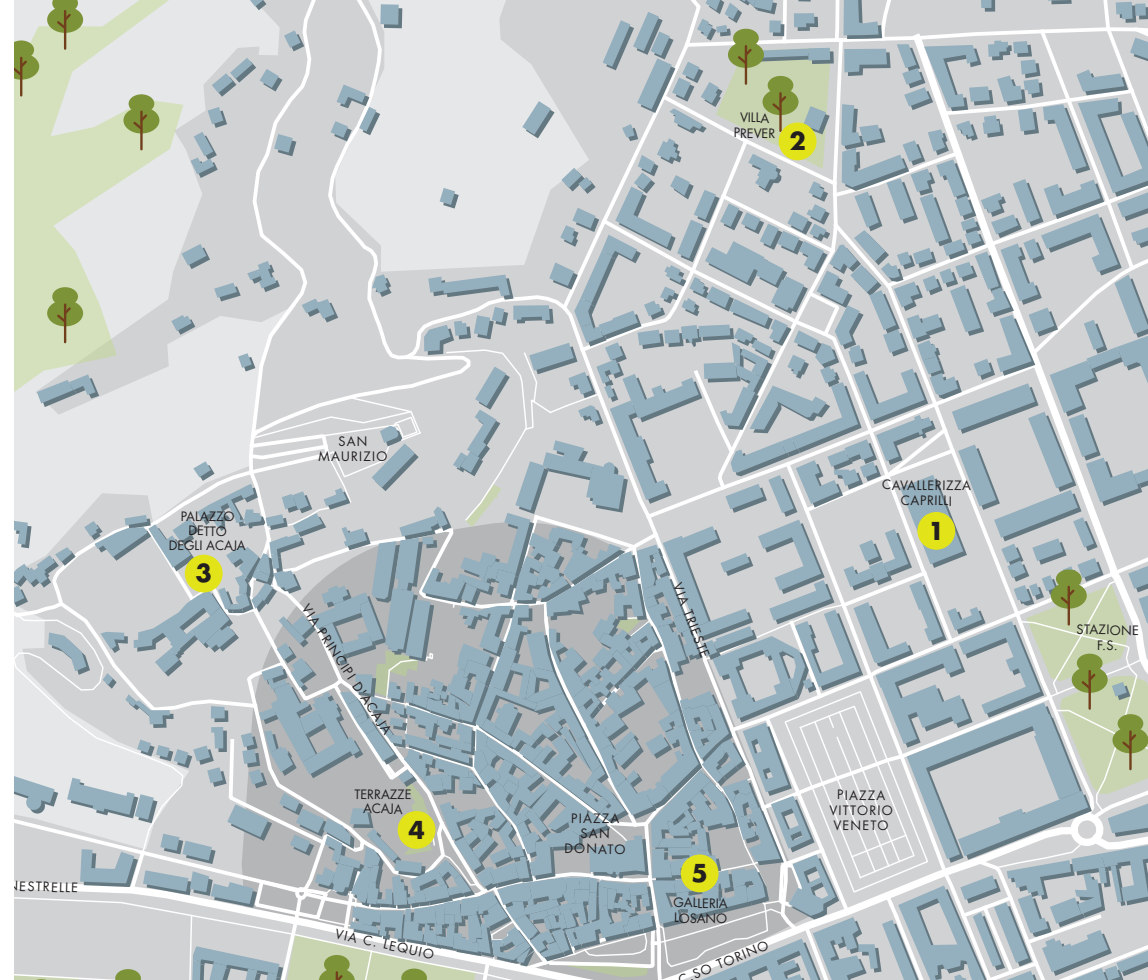 VILLA
PREVER
2
SAN
MAURIZIO
CAVALLERIZZA
CAPRILLI
1
PALAZZO
DETTO
DEGLI ACAJA
3
VIA PRINCIPI D'ACAJA
VIA TRIESTE
STAZIONE
F.S.
TERRAZZE
ACAJA
4
PIAZZA
SAN
DONATO
PIAZZA
VITTORIO
VENETO
5
GALLERIA
LOSANO
NESTRELLE
VIA C. LEQUIO
C.SO TORINO